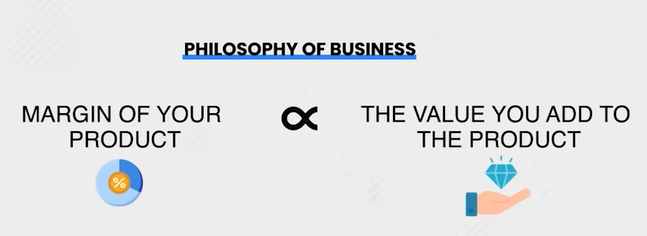 PHILOSOPHY OF BUSINESS
MARGIN OF YOUR
PRODUCT
∝
THE VALUE YOU ADD TO
THE PRODUCT
%